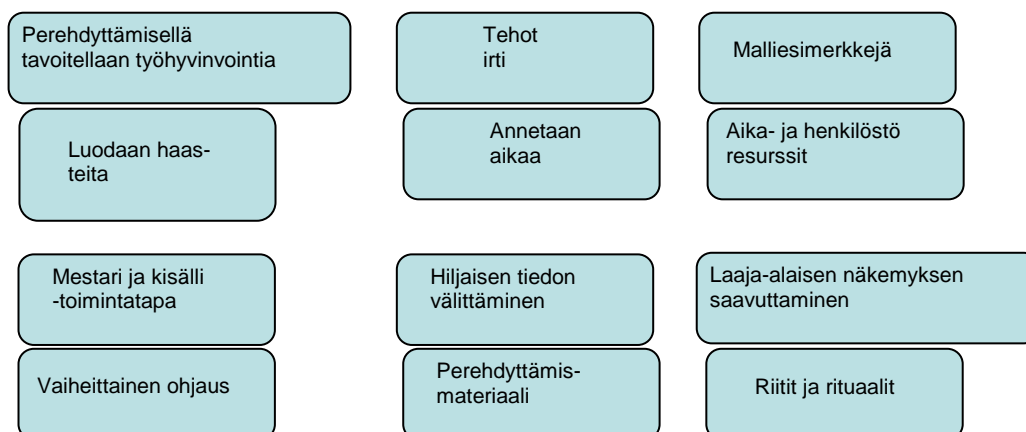 Perehdyttämisellä
tavoitellaan työhyvinvointia
Tehot
irti
Malliesimerkkejä
Luodaan haas-
teita
Annetaan
aikaa
Aika- ja henkilöstö
resurssit
Mestari ja kisälli
-toimintatapa
Hiljaisen tiedon
välittäminen
Laaja-alaisen näkemyksen
saavuttaminen
Vaiheittainen ohjaus
Perehdyttämis-
materiaali
Riitit ja rituaalit